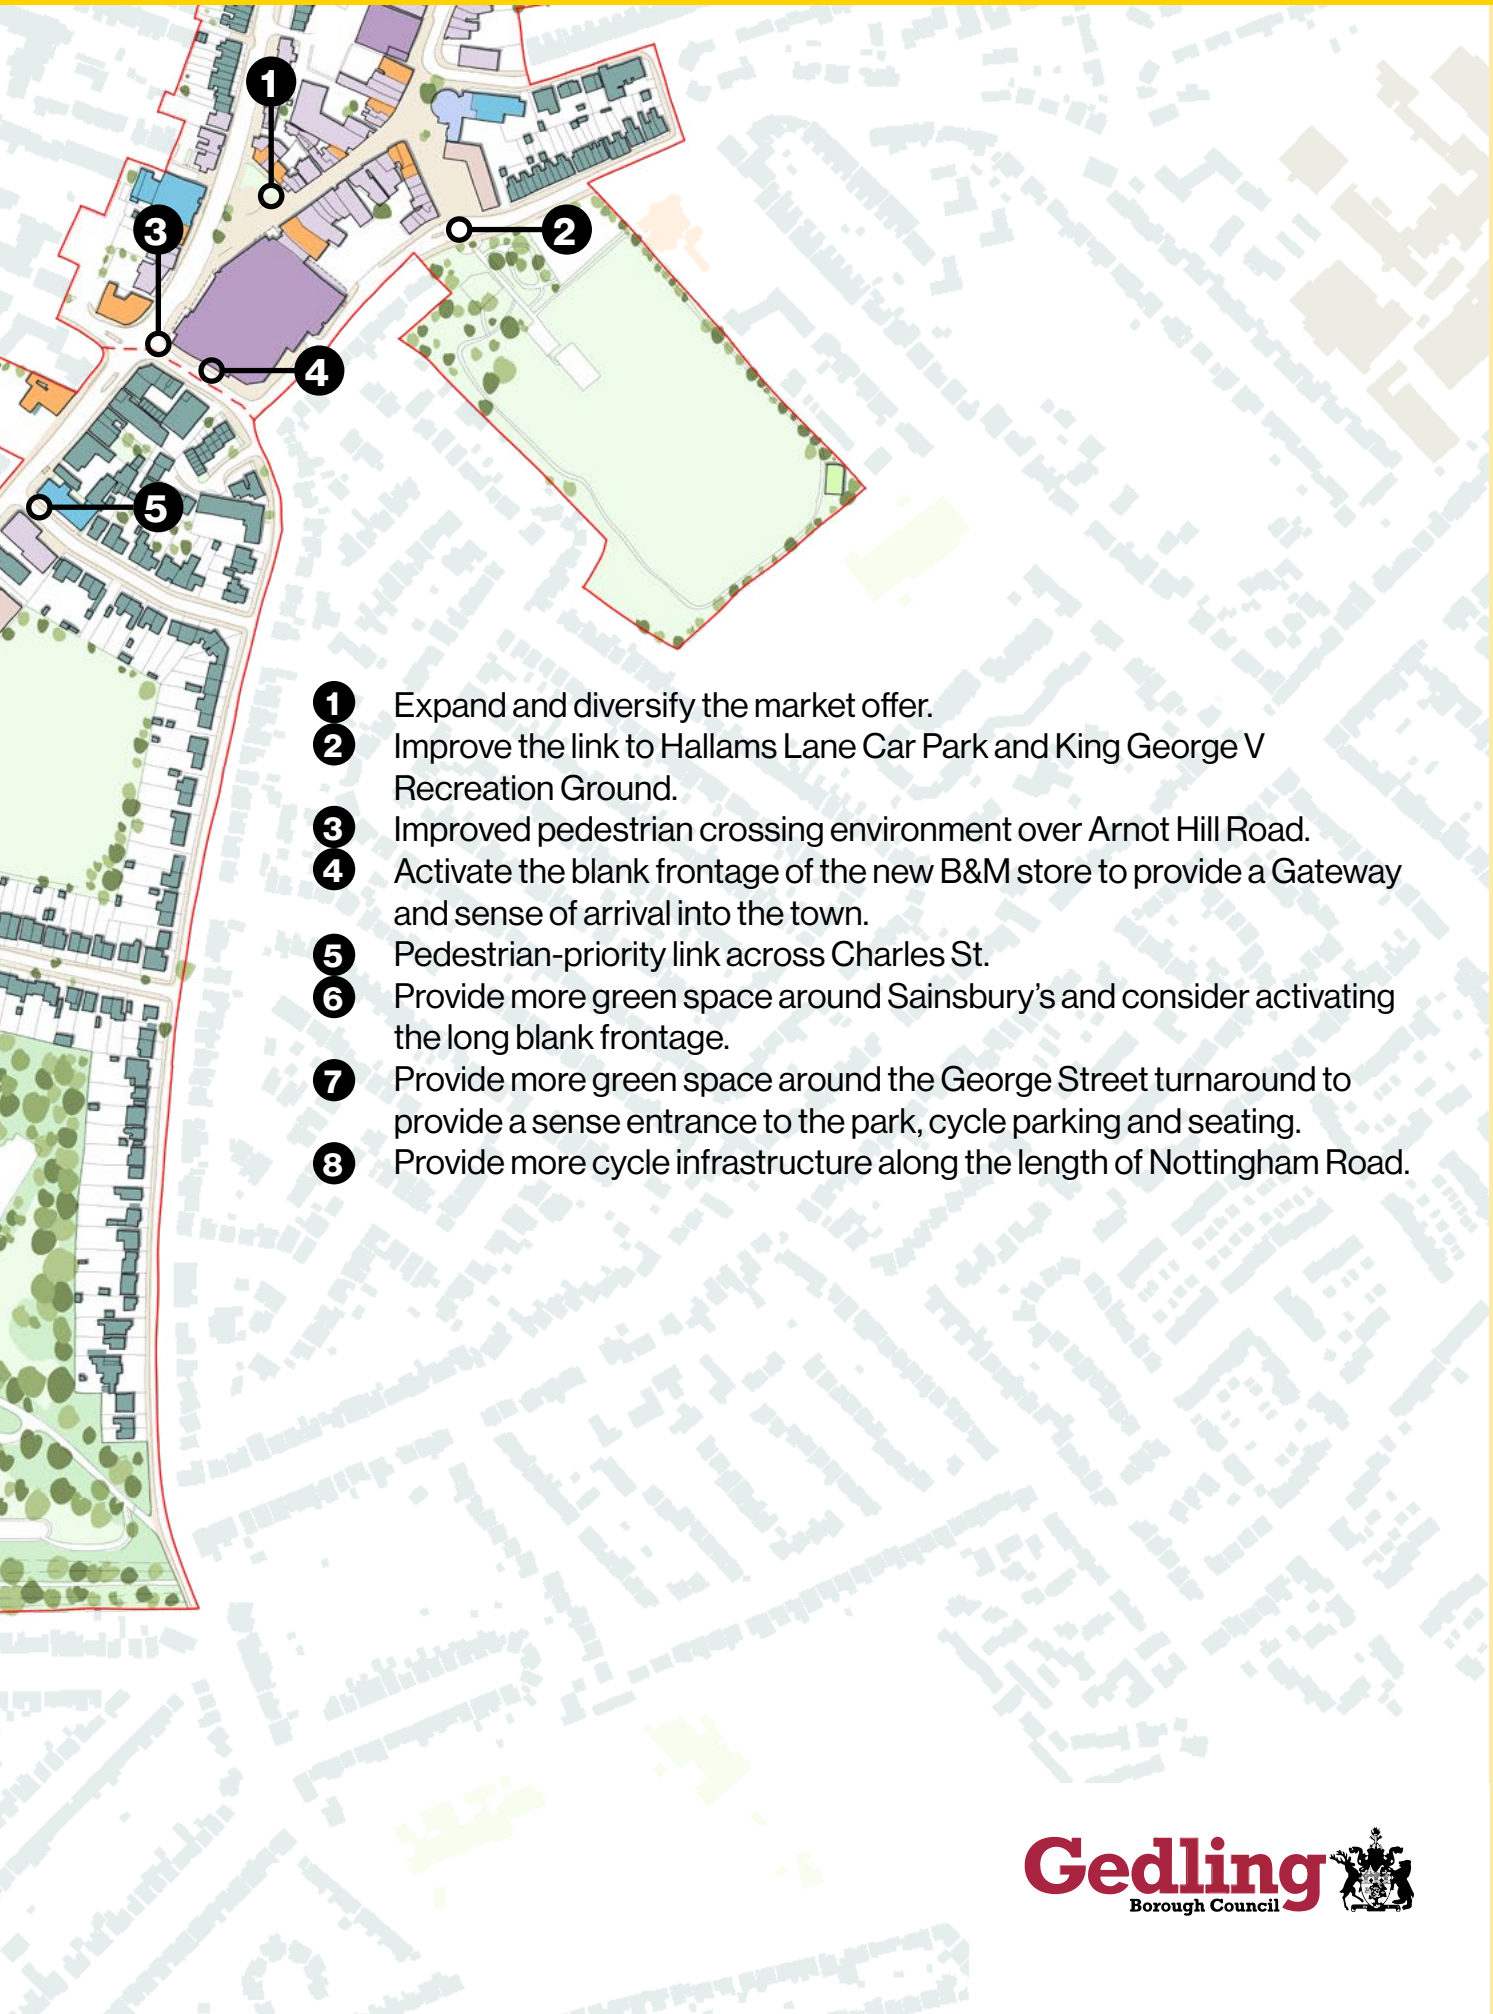 1
2
3
4
5
1 Expand and diversify the market offer.
2 Improve the link to Hallams Lane Car Park and King George V
Recreation Ground.
3 Improved pedestrian crossing environment over Arnot Hill Road.
4 Activate the blank frontage of the new B&M store to provide a Gateway
and sense of arrival into the town.
5 Pedestrian-priority link across Charles St.
6 Provide more green space around Sainsbury’s and consider activating
the long blank frontage.
7 Provide more green space around the George Street turnaround to
provide a sense entrance to the park, cycle parking and seating.
8 Provide more cycle infrastructure along the length of Nottingham Road.
Gedling
Borough Council